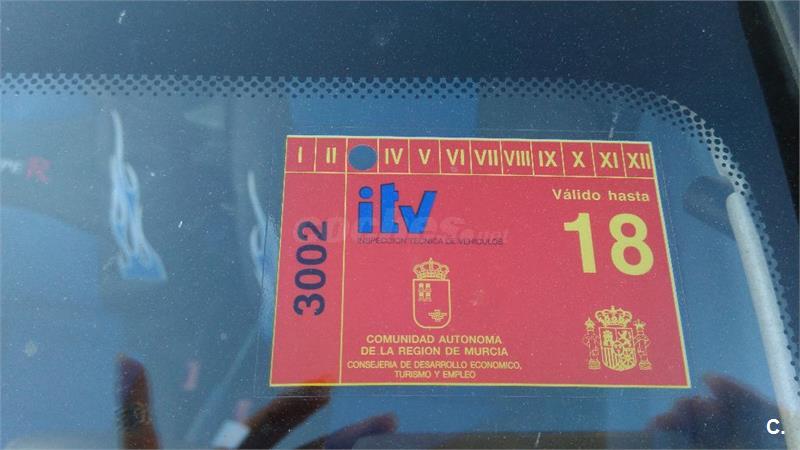 I II IV V VI VII VIII IX X XI XII
itv
INSPECCION TECNICA DE VEHICULOS
Válido hasta
18
3002
COMUNIDAD AUTONOMA
DE LA REGION DE MURCIA
CONSEJERIA DE DESARROLLO ECONOMICO,
TURISMO Y EMPLEO
C.